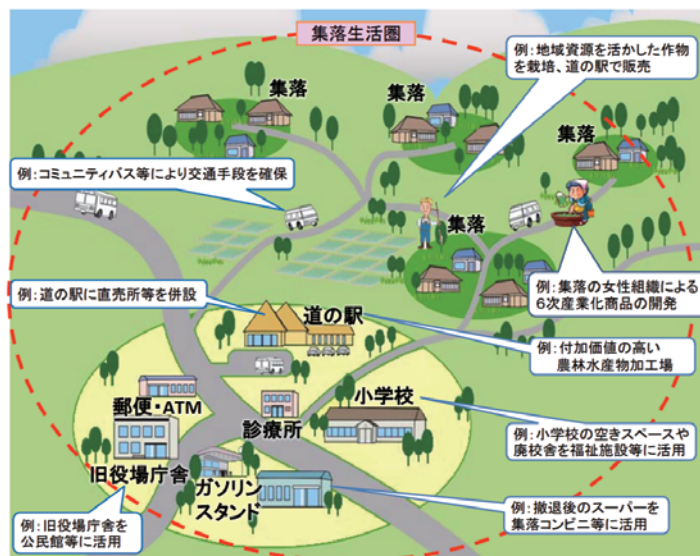 集落生活圏
例：地域資源を活かした作物
を栽培、道の駅で販売
集落
集落
集落
例：コミュニティバス等により交通手段を確保
集落
例：集落の女性組織による
6次産業化商品の開発
例：道の駅に直売所等を併設
道の駅
例：付加価値の高い
農林水産物加工場
郵便・ATM
診療所
小学校
例：小学校の空きスペースや
廃校舎を福祉施設等に活用
旧役場庁舎
ガソリン
スタンド
例：旧役場庁舎を
公民館等に活用
例：撤退後のスーパーを
集落コンビニ等に活用